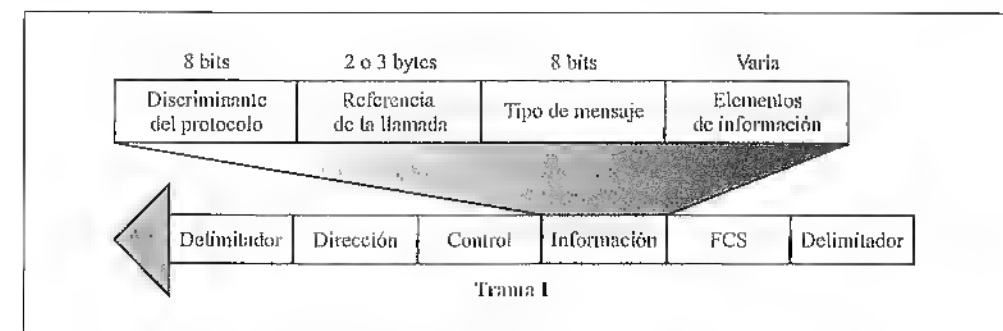 8 bits 2 o 3 bytes 8 bits Varia
Discriminante del protocolo
Referencia de la llamada
Tipo de mensaje
Elementos de información
Delimitador Dirección Control Información FCS Delimitador
Trama I